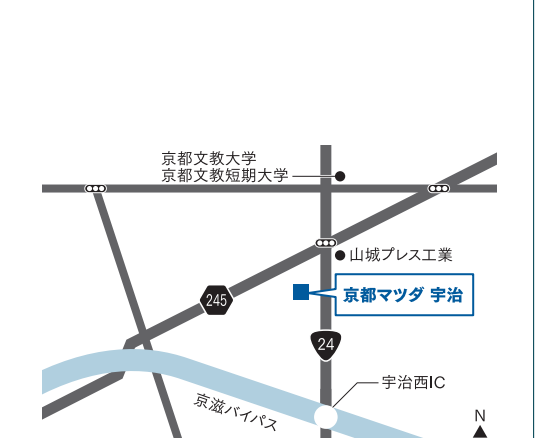 京都文教大学
京都文教短期大学
山城プレス工業
245
京都マツダ 宇治
24
宇治西IC
京滋バイパス
N